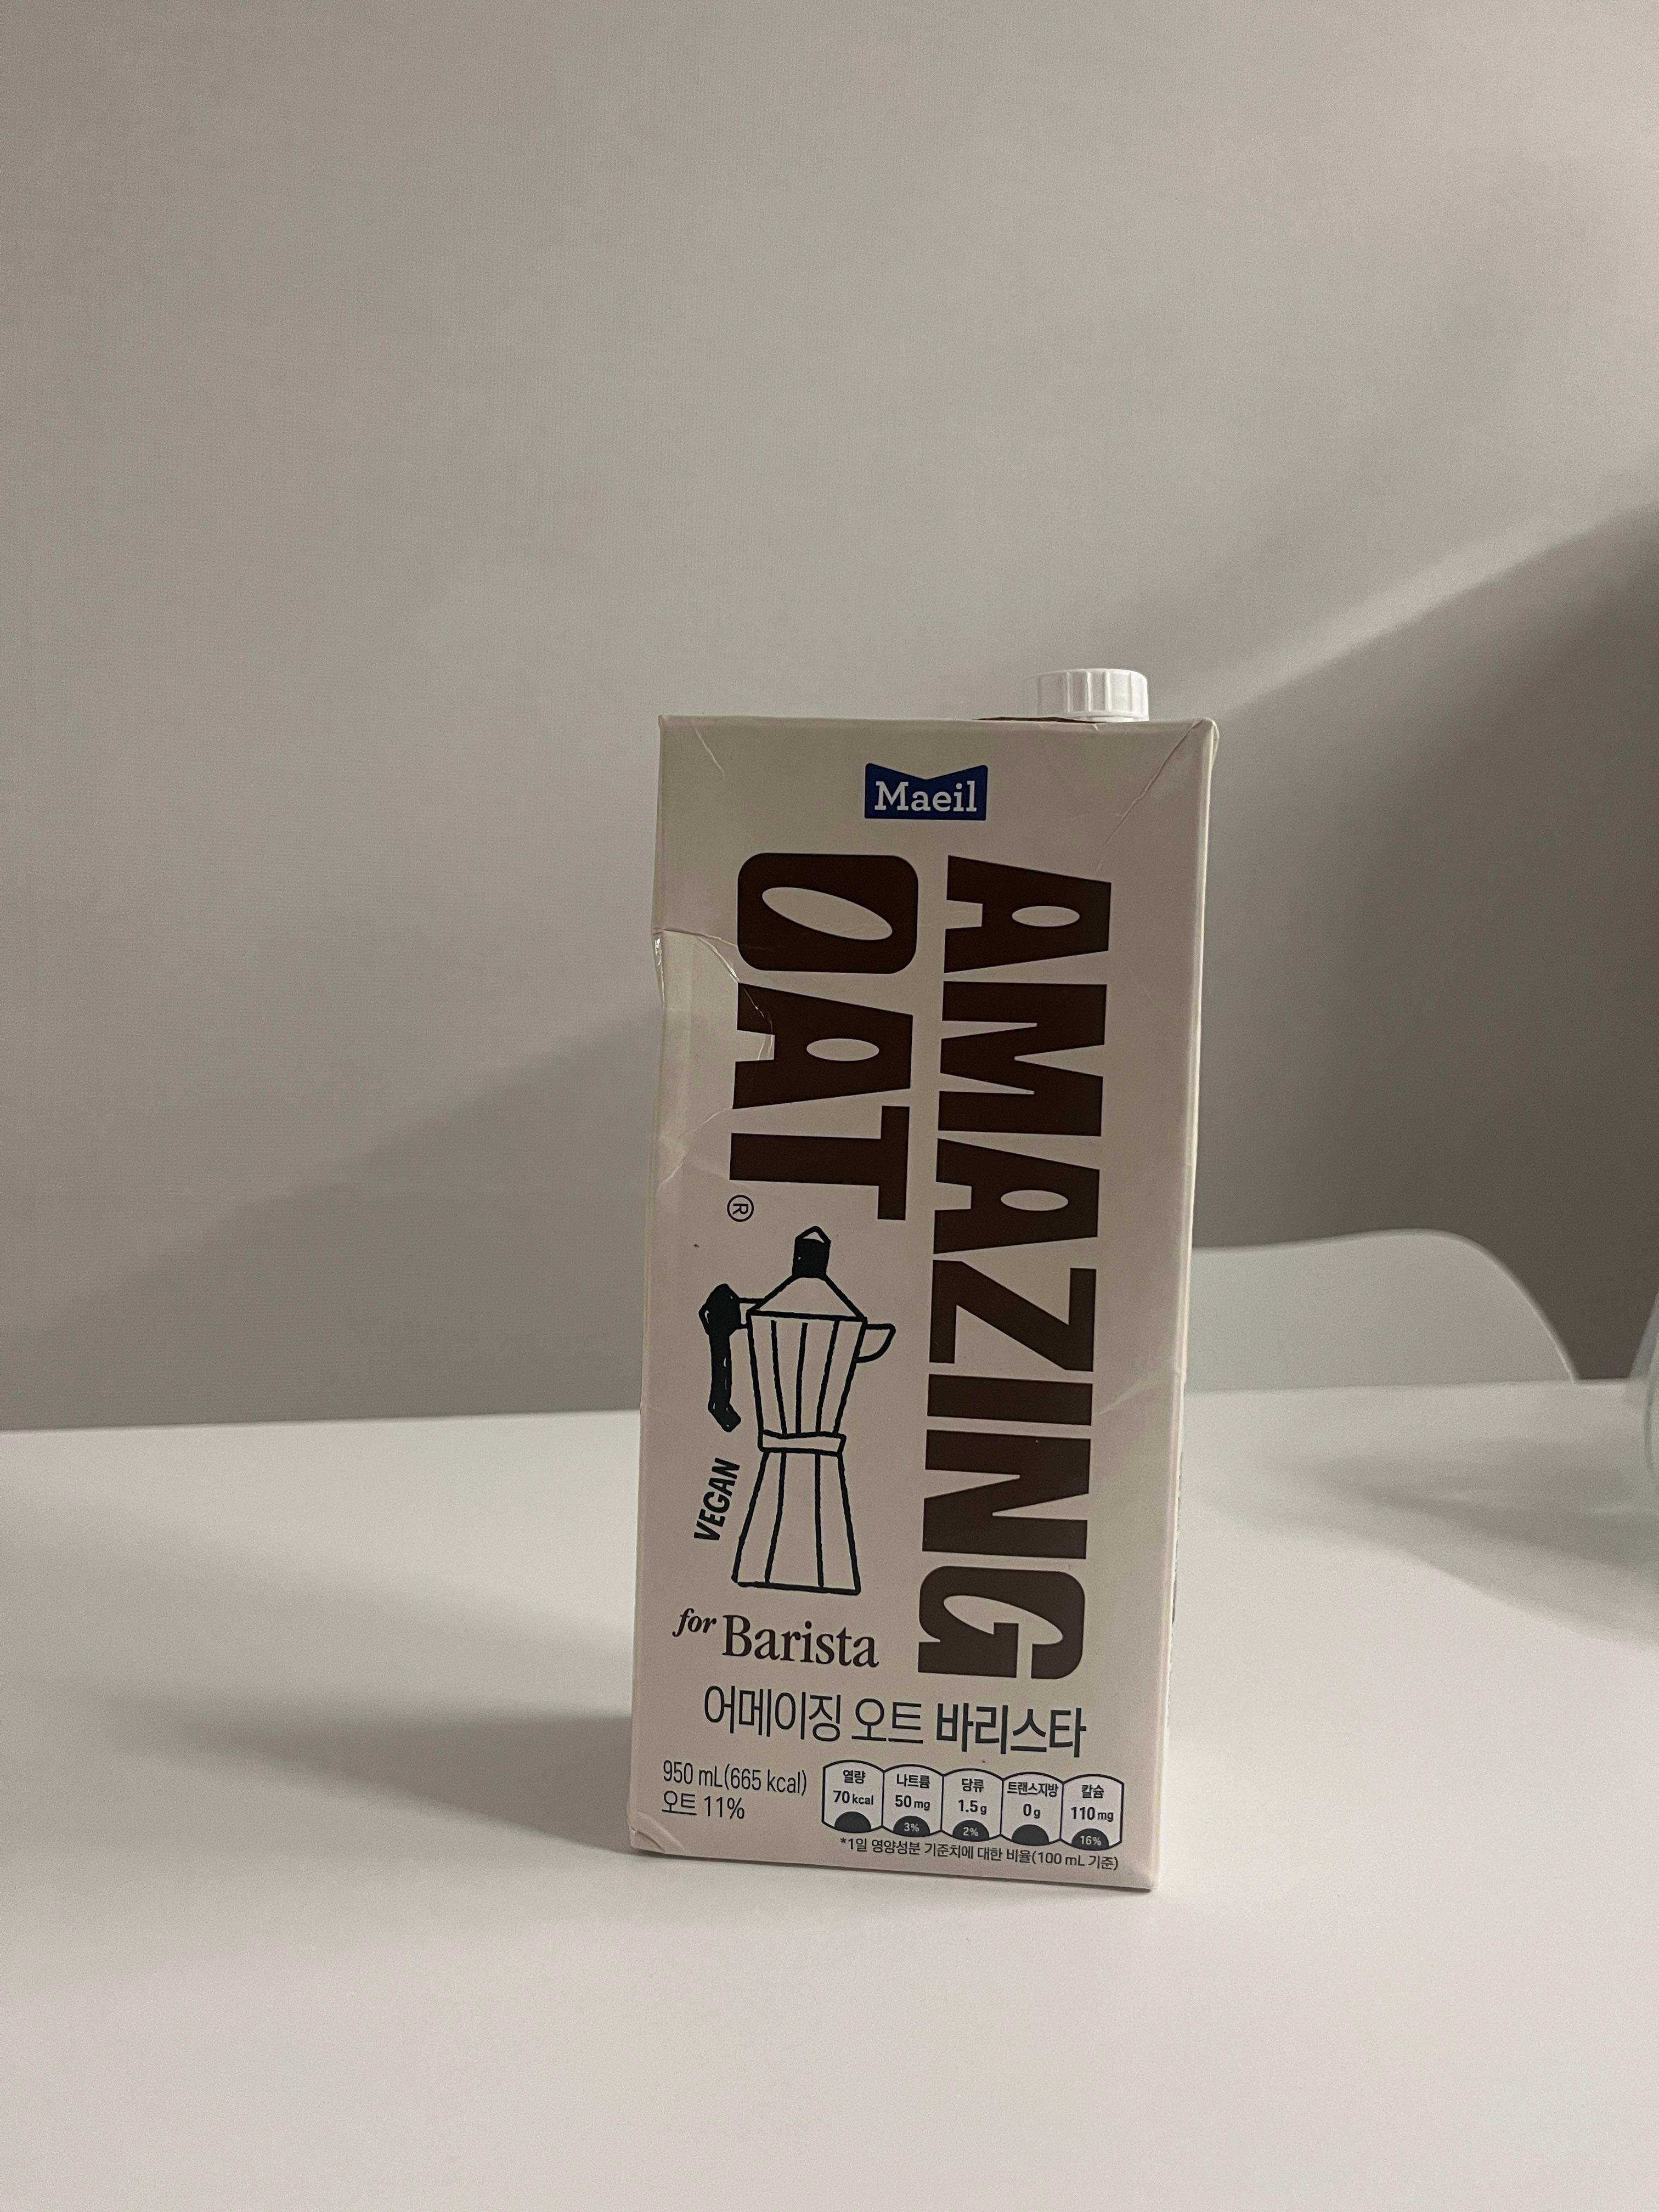 Maeil
AMAZING
OAT®
VEGAN
for Barista
어메이징 오트 바리스타
950 mL(665 kcal)
오트 11%
열량 나트륨 당류 트랜스지방 칼슘
70 kcal 50 mg 1.5 g 0 g 110 mg
3% 2% 16%
*1일 영양성분 기준치에 대한 비율(100 mL 기준)